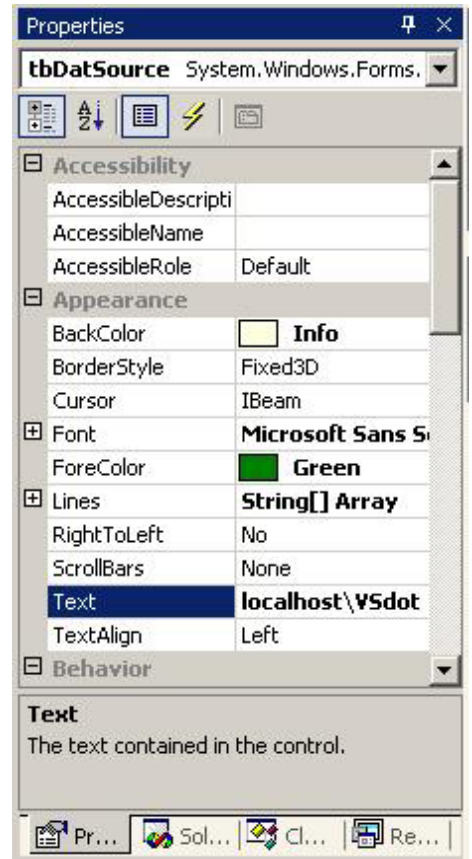 Properties
tbDatSource System.Windows.Forms.
Accessibility
AccessibleDescripti
AccessibleName
AccessibleRole Default
Appearance
BackColor Info
BorderStyle Fixed3D
Cursor IBeam
Font Microsoft Sans S
ForeColor Green
Lines String[] Array
RightToLeft No
ScrollBars None
Text localhost\VSdot
TextAlign Left
Behavior
Text
The text contained in the control.
Pr... Sol... Cl... Re...